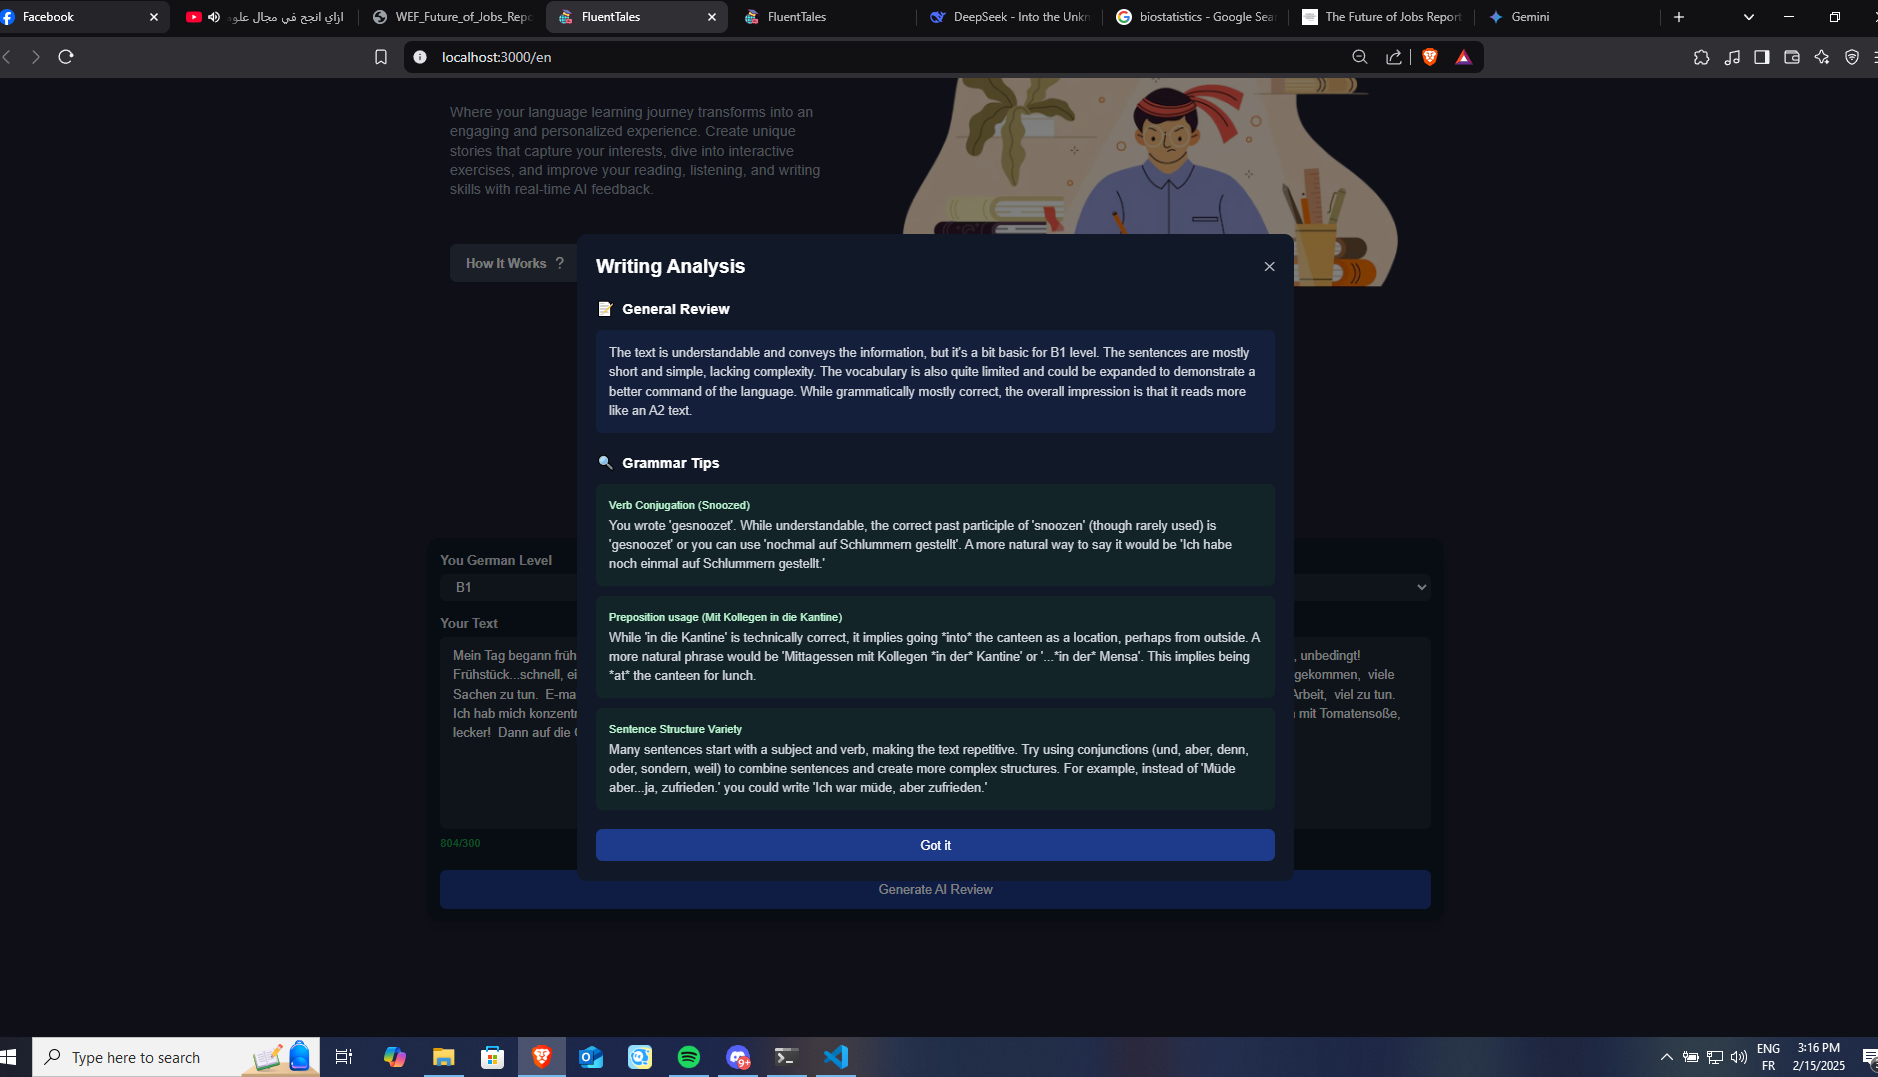 Facebook
ازاي انجح في مجال علوم
WEF_Future_of_Jobs_Repo
FluentTales
FluentTales
DeepSeek - Into the Unkn
biostatistics - Google Sear
The Future of Jobs Report
Gemini
localhost:3000/en
Where your language learning journey transforms into an
engaging and personalized experience. Create unique
stories that capture your interests, dive into interactive
exercises, and improve your reading, listening, and writing
skills with real-time AI feedback.
How It Works ?
Writing Analysis
General Review
The text is understandable and conveys the information, but it's a bit basic for B1 level. The sentences are mostly
short and simple, lacking complexity. The vocabulary is also quite limited and could be expanded to demonstrate a
better command of the language. While grammatically mostly correct, the overall impression is that it reads more
like an A2 text.
Grammar Tips
Verb Conjugation (Snoozed)
You wrote 'gesnoozet'. While understandable, the correct past participle of 'snoozen' (though rarely used) is
'gesnoozet' or you can use 'nochmal auf Schlummern gestellt'. A more natural way to say it would be 'Ich habe
noch einmal auf Schlummern gestellt.'
Preposition usage (Mit Kollegen in die Kantine)
While 'in die Kantine' is technically correct, it implies going *into* the canteen as a location, perhaps from outside. A
more natural phrase would be 'Mittagessen mit Kollegen *in der* Kantine' or '...*in der* Mensa'. This implies being
*at* the canteen for lunch.
Sentence Structure Variety
Many sentences start with a subject and verb, making the text repetitive. Try using conjunctions (und, aber, denn,
oder, sondern, weil) to combine sentences and create more complex structures. For example, instead of 'Müde
aber...ja, zufrieden.' you could write 'Ich war müde, aber zufrieden.'
Got it
You German Level
B1
Your Text
Mein Tag begann früh , unbedingt!
Frühstück...schnell, ei gekommen, viele
Sachen zu tun. E-ma Arbeit, viel zu tun.
Ich hab mich konzentr mit Tomatensoße,
lecker! Dann auf die
804/300
Generate AI Review
Type here to search
9+
ENG
FR
3:16 PM
2/15/2025